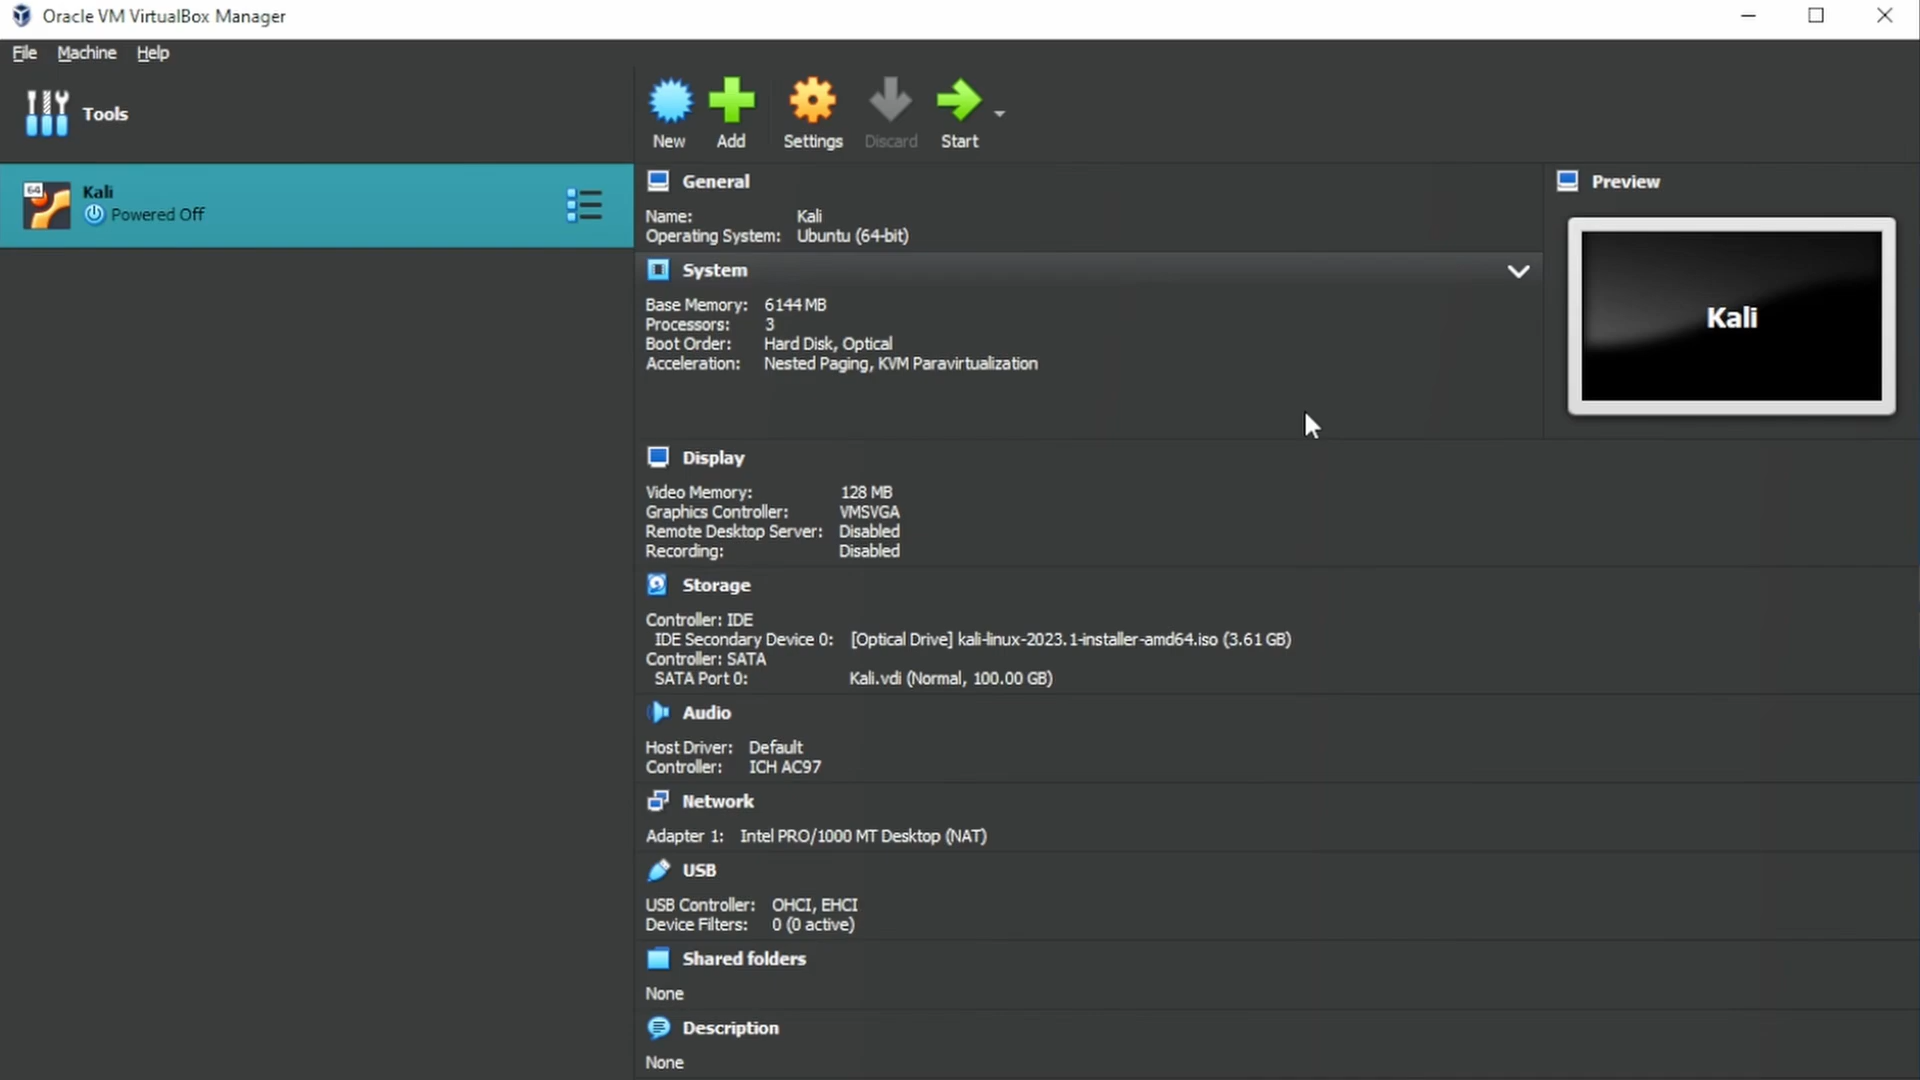 Oracle VM VirtualBox Manager
File Machine Help
Tools
New Add Settings Discard Start
64
Kali
Powered Off
General
Name: Kali
Operating System: Ubuntu (64-bit)
Preview
Kali
System
Base Memory: 6144 MB
Processors: 3
Boot Order: Hard Disk, Optical
Acceleration: Nested Paging, KVM Paravirtualization
Display
Video Memory: 128 MB
Graphics Controller: VMSVGA
Remote Desktop Server: Disabled
Recording: Disabled
Storage
Controller: IDE
IDE Secondary Device 0: [Optical Drive] kali-linux-2023.1-installer-amd64.iso (3.61 GB)
Controller: SATA
SATA Port 0: Kali.vdi (Normal, 100.00 GB)
Audio
Host Driver: Default
Controller: ICH AC97
Network
Adapter 1: Intel PRO/1000 MT Desktop (NAT)
USB
USB Controller: OHCI, EHCI
Device Filters: 0 (0 active)
Shared folders
None
Description
None